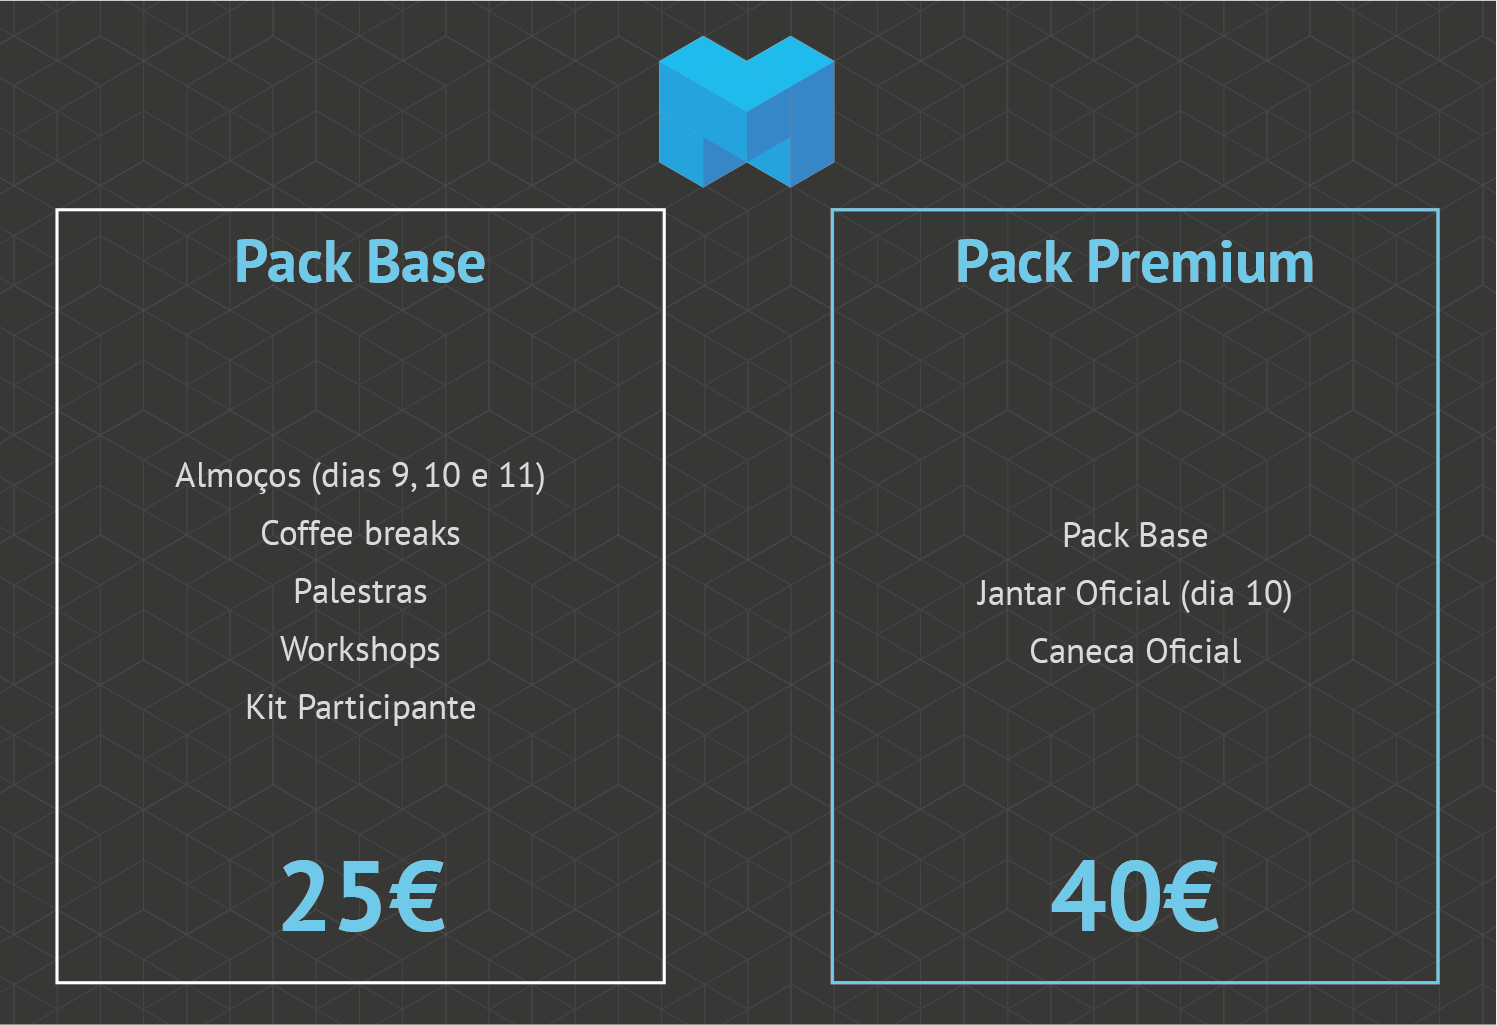 Pack Base
Almoços (dias 9, 10 e 11)
Coffee breaks
Palestras
Workshops
Kit Participante
25€
Pack Premium
Pack Base
Jantar Oficial (dia 10)
Caneca Oficial
40€